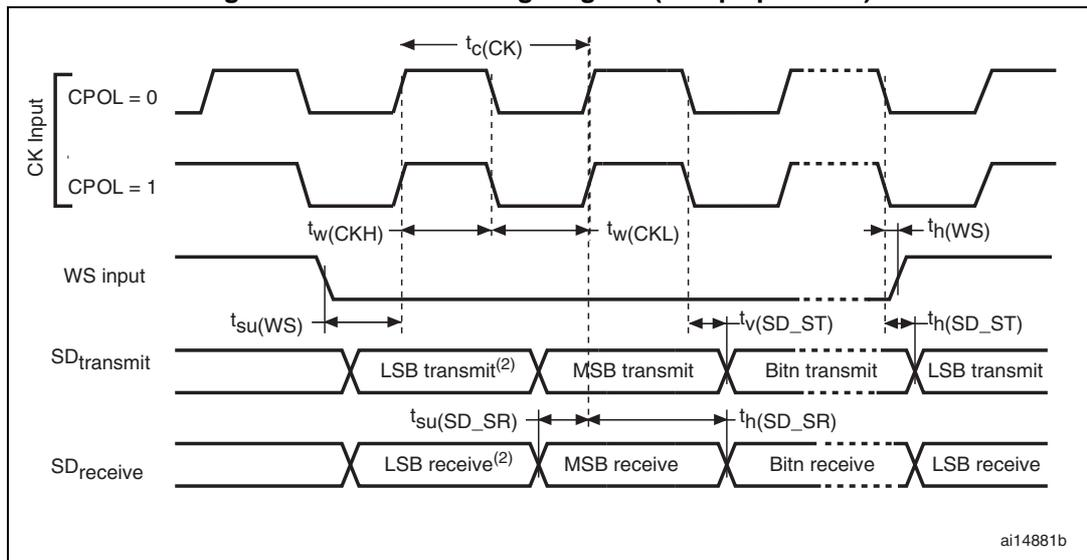 tc(CK)
CK Input
CPOL = 0
CPOL = 1
tw(CKH)
tw(CKL)
th(WS)
WS input
tsu(WS)
tv(SD_ST)
th(SD_ST)
SDtransmit
LSB transmit(2)
MSB transmit
Bitn transmit
LSB transmit
tsu(SD_SR)
th(SD_SR)
SDreceive
LSB receive(2)
MSB receive
Bitn receive
LSB receive
ai14881b